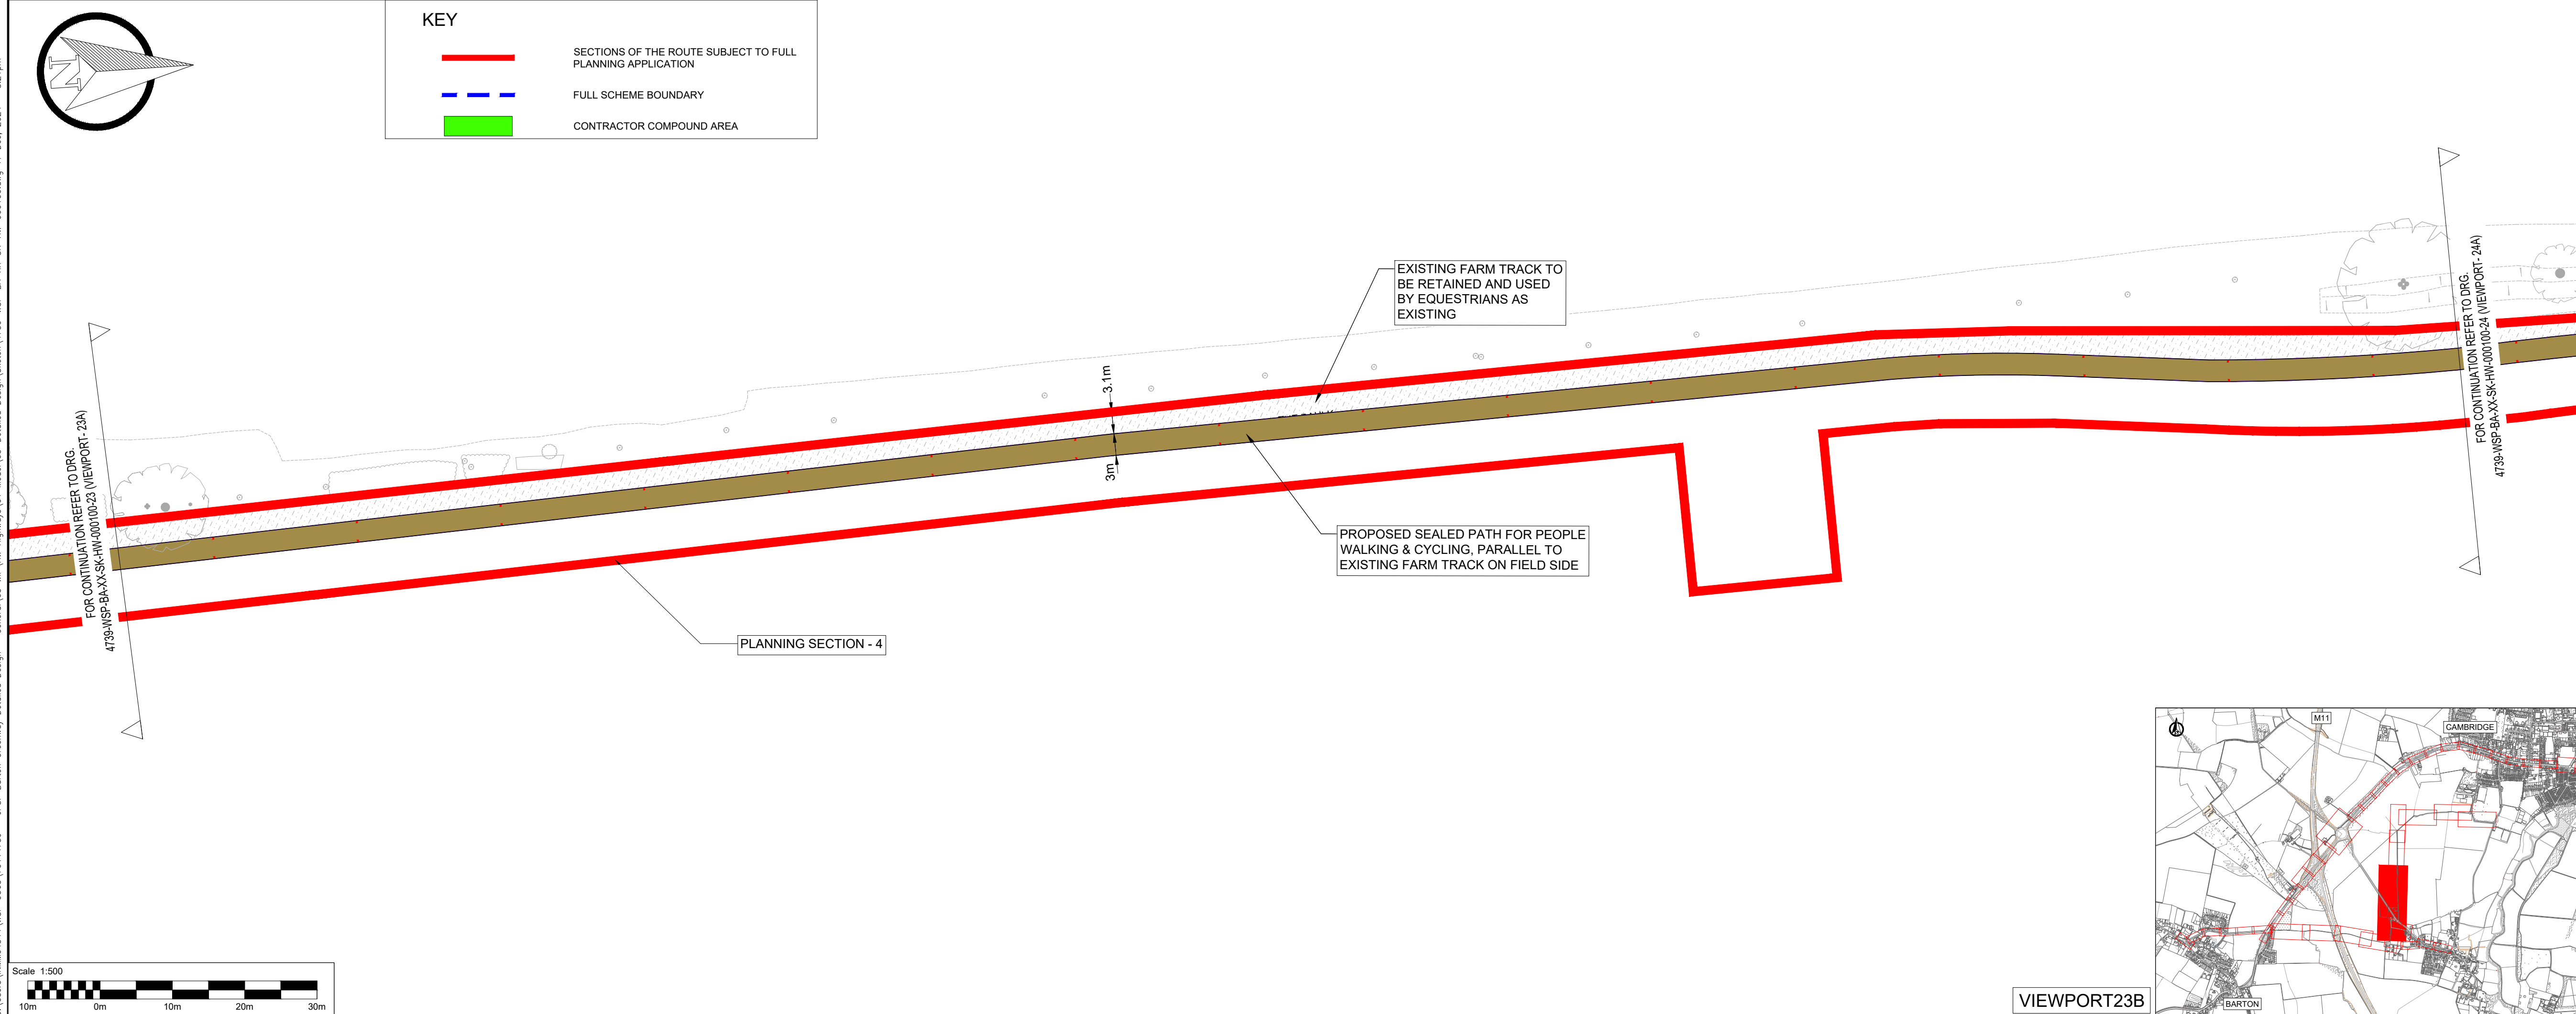 N
KEY
SECTIONS OF THE ROUTE SUBJECT TO FULL
PLANNING APPLICATION
FULL SCHEME BOUNDARY
CONTRACTOR COMPOUND AREA
FOR CONTINUATION REFER TO DRG.
4739-WSP-BA-XX-SK-HW-000100-23 (VIEWPORT- 23A)
3.1m
3m
EXISTING FARM TRACK TO
BE RETAINED AND USED
BY EQUESTRIANS AS
EXISTING
PROPOSED SEALED PATH FOR PEOPLE
WALKING & CYCLING, PARALLEL TO
EXISTING FARM TRACK ON FIELD SIDE
PLANNING SECTION - 4
FOR CONTINUATION REFER TO DRG.
4739-WSP-BA-XX-SK-HW-000100-24 (VIEWPORT- 24A)
M11
CAMBRIDGE
BARTON
VIEWPORT23B
Scale 1:500
10m 0m 10m 20m 30m